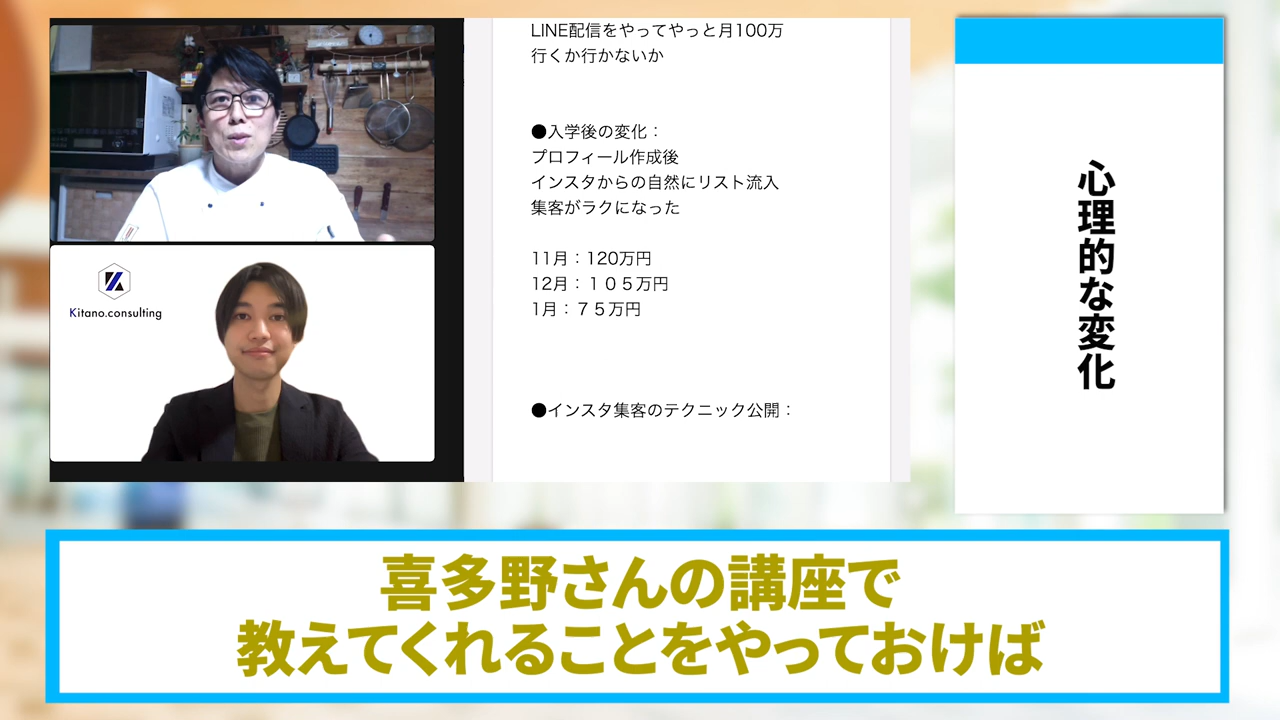 LINE配信をやってやっと月100万
行くか行かないか
●入学後の変化：
プロフィール作成後
インスタからの自然にリスト流入
集客がラクになった
11月：120万円
12月：１０５万円
1月：７５万円
●インスタ集客のテクニック公開：
Kitano.consulting
心理的な変化
喜多野さんの講座で
教えてくれることをやっておけば